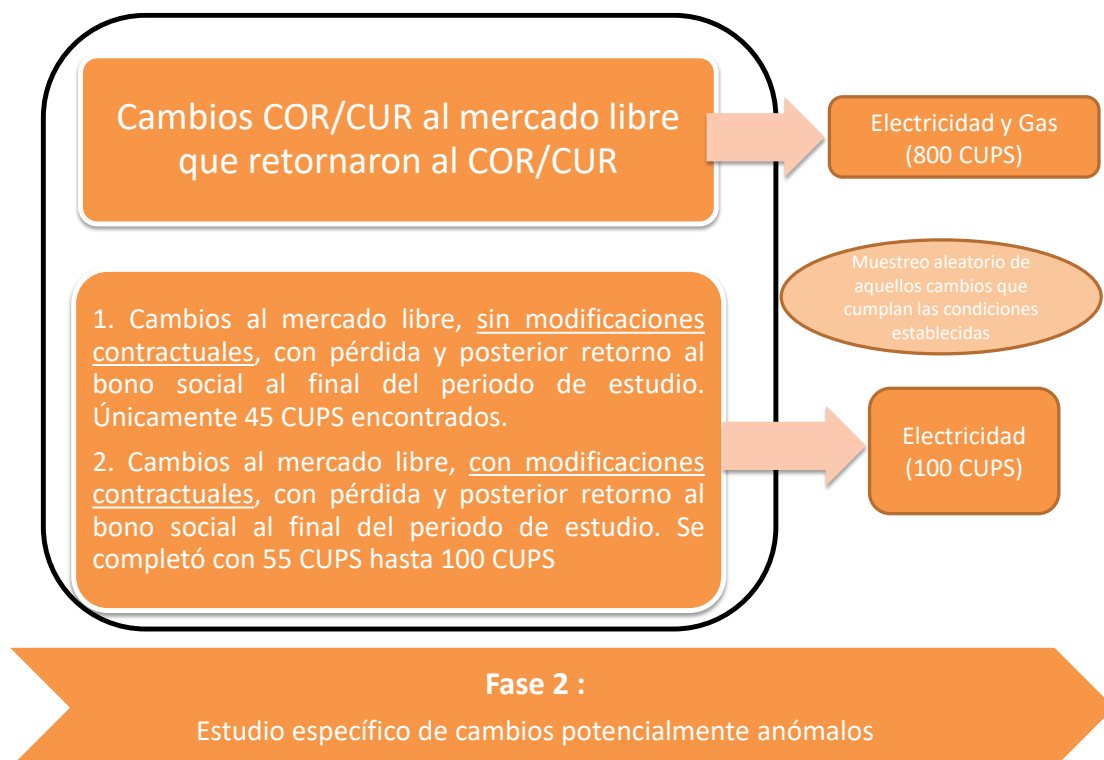 Cambios COR/CUR al mercado libre
que retornaron al COR/CUR
Electricidad y Gas
(800 CUPS)
Muestreo aleatorio de
aquellos cambios que
cumplan las condiciones
establecidas
1. Cambios al mercado libre, sin modificaciones
contractuales, con pérdida y posterior retorno al
bono social al final del periodo de estudio.
Únicamente 45 CUPS encontrados.
2. Cambios al mercado libre, con modificaciones
contractuales, con pérdida y posterior retorno al
bono social al final del periodo de estudio. Se
completó con 55 CUPS hasta 100 CUPS
Electricidad
(100 CUPS)
Fase 2 :
Estudio específico de cambios potencialmente anómalos